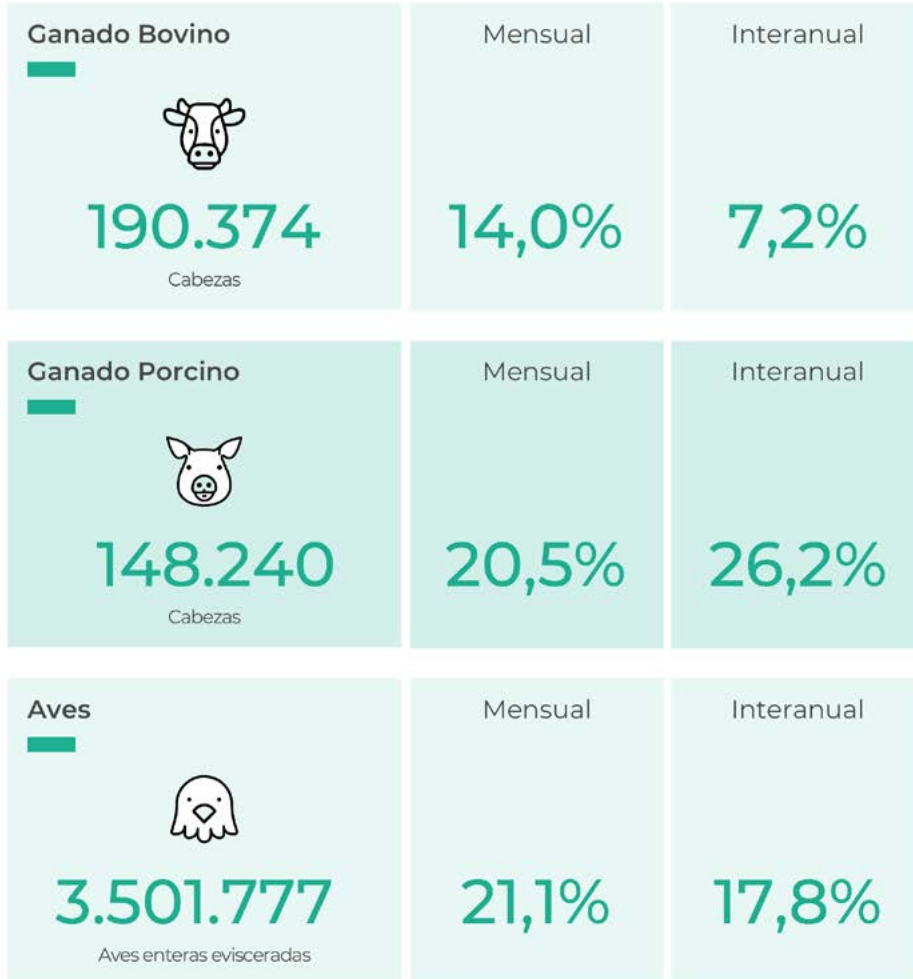 Ganado Bovino
Mensual
Interanual
190.374
14,0%
7,2%
Cabezas
Ganado Porcino
Mensual
Interanual
148.240
20,5%
26,2%
Cabezas
Aves
Mensual
Interanual
3.501.777
21,1%
17,8%
Aves enteras evisceradas